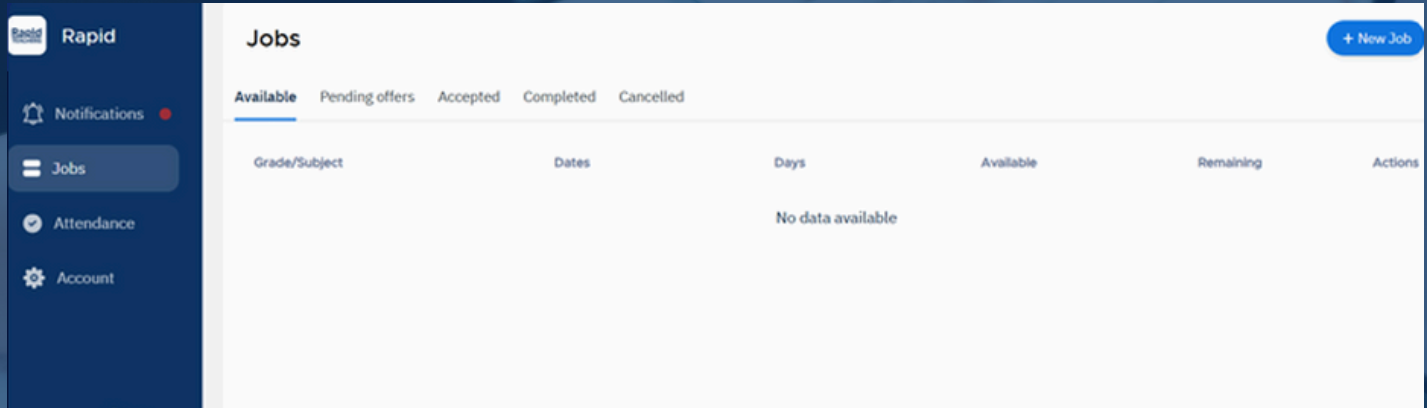 Rapid
Notifications
Jobs
Attendance
Account
Jobs
+ New Job
Available Pending offers Accepted Completed Cancelled
Grade/Subject Dates Days Available Remaining Actions
No data available